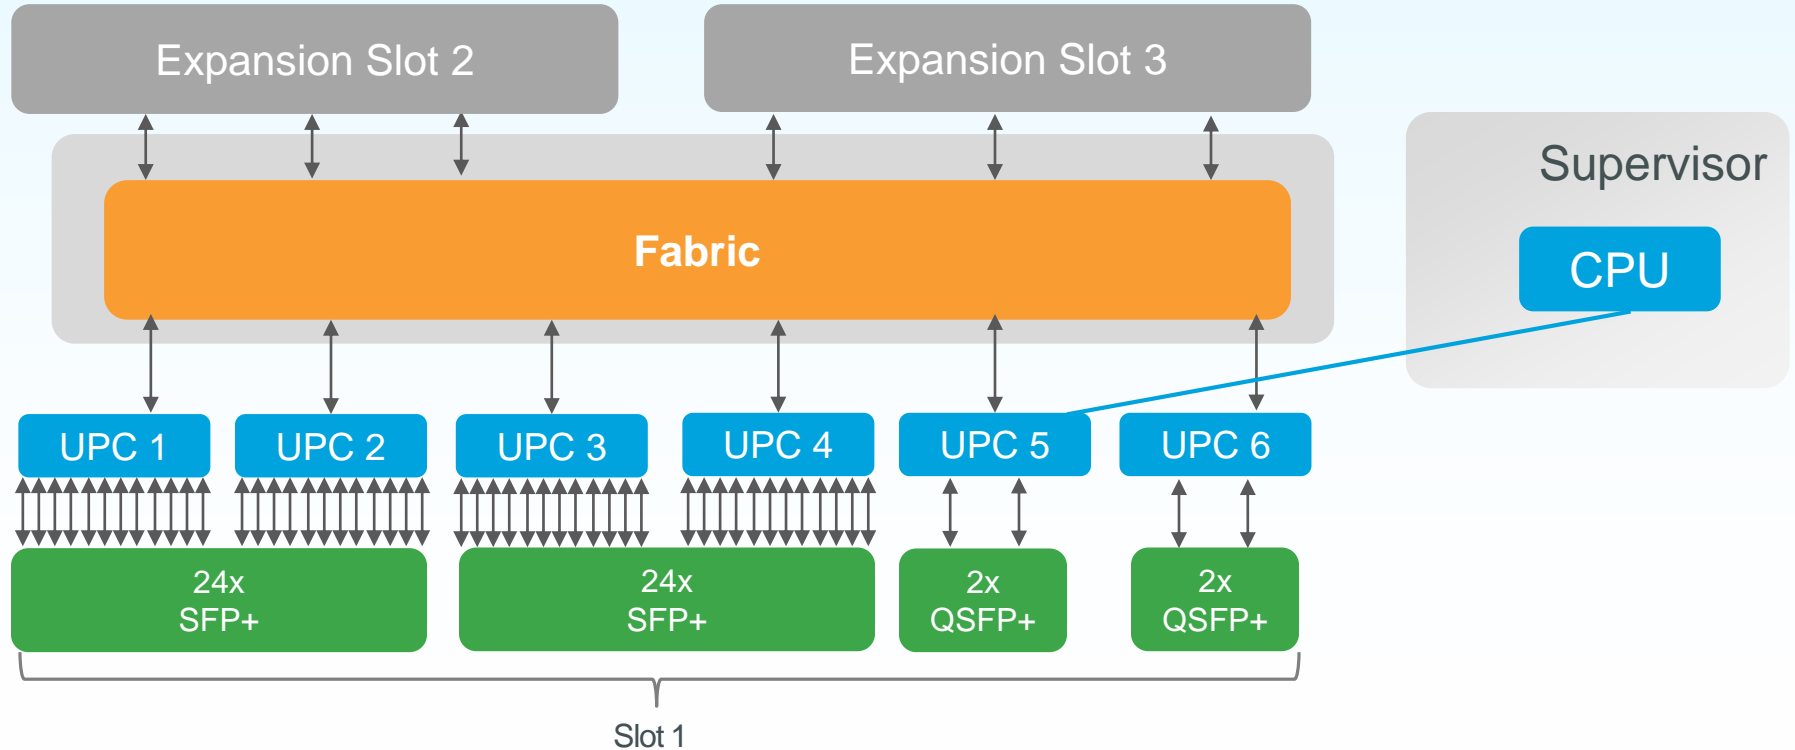 Expansion Slot 2
Expansion Slot 3
Supervisor
CPU
Fabric
UPC 1
UPC 2
UPC 3
UPC 4
UPC 5
UPC 6
24x
SFP+
24x
SFP+
2x
QSFP+
2x
QSFP+
Slot 1